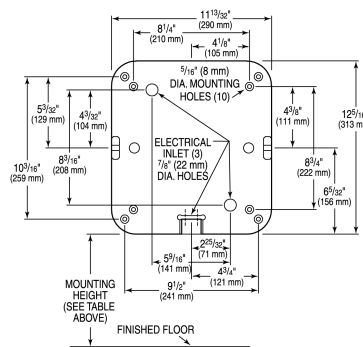 11 13/32"
(290 mm)
8 1/4"
(210 mm)
4 1/8"
(105 mm)
5/16" (8 mm)
DIA. MOUNTING
HOLES (10)
5 3/32"
(129 mm)
4 3/32"
(104 mm)
4 3/8"
(111 mm)
12 5/16
(313 m
ELECTRICAL
INLET (3)
7/8" (22 mm)
DIA. HOLES
10 3/16"
(259 mm)
8 3/16"
(208 mm)
8 3/4"
(222 mm)
6 5/32"
(156 mm)
2 25/32"
(71 mm)
5 9/16"
(141 mm)
4 3/4"
(121 mm)
9 1/2"
(241 mm)
MOUNTING
HEIGHT
(SEE TABLE
ABOVE)
FINISHED FLOOR